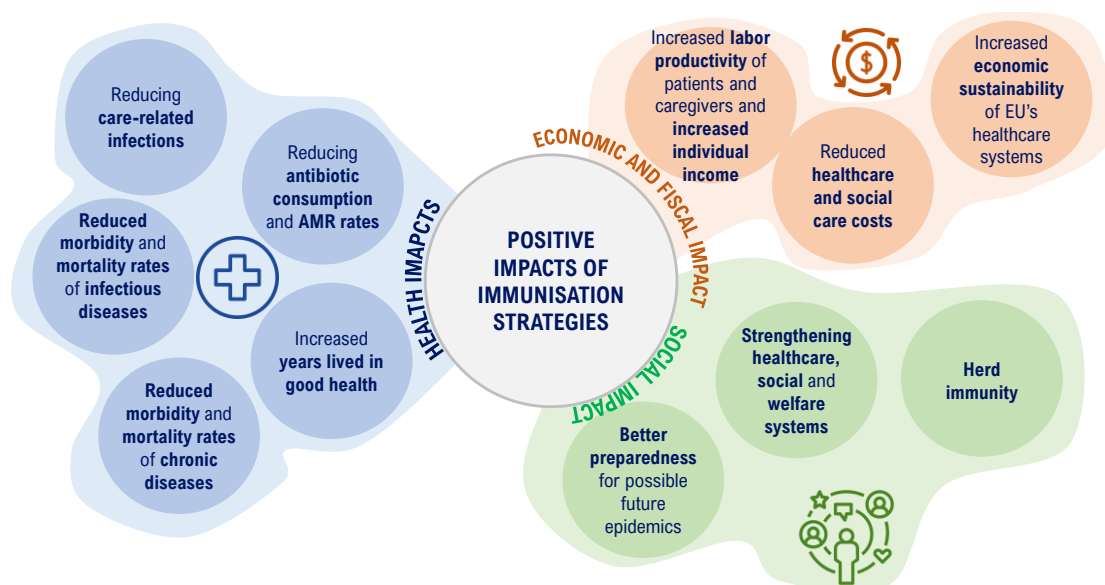 POSITIVE
IMPACTS OF
IMMUNISATION
STRATEGIES
HEALTH IMAPCTS
Reducing
care-related
infections
Reducing
antibiotic
consumption
and AMR rates
Reduced
morbidity and
mortality rates
of infectious
diseases
Increased
years lived in
good health
Reduced
morbidity and
mortality rates
of chronic
diseases
ECONOMIC AND FISCAL IMPACT
Increased labor
productivity of
patients and
caregivers and
increased
individual
income
$
Reduced
healthcare
and social
care costs
Increased
economic
sustainability
of EU's
healthcare
systems
SOCIAL IMPACT
Better
preparedness
for possible
future
epidemics
Strengthening
healthcare,
social and
welfare
systems
Herd
immunity